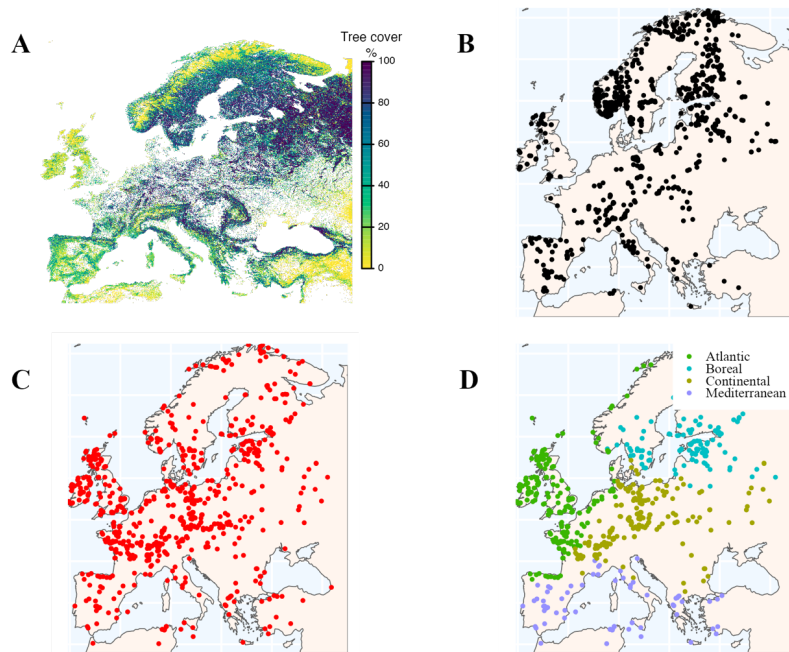 A
Tree cover
%
100
80
60
40
20
0
B
C
D
Atlantic
Boreal
Continental
Mediterranean